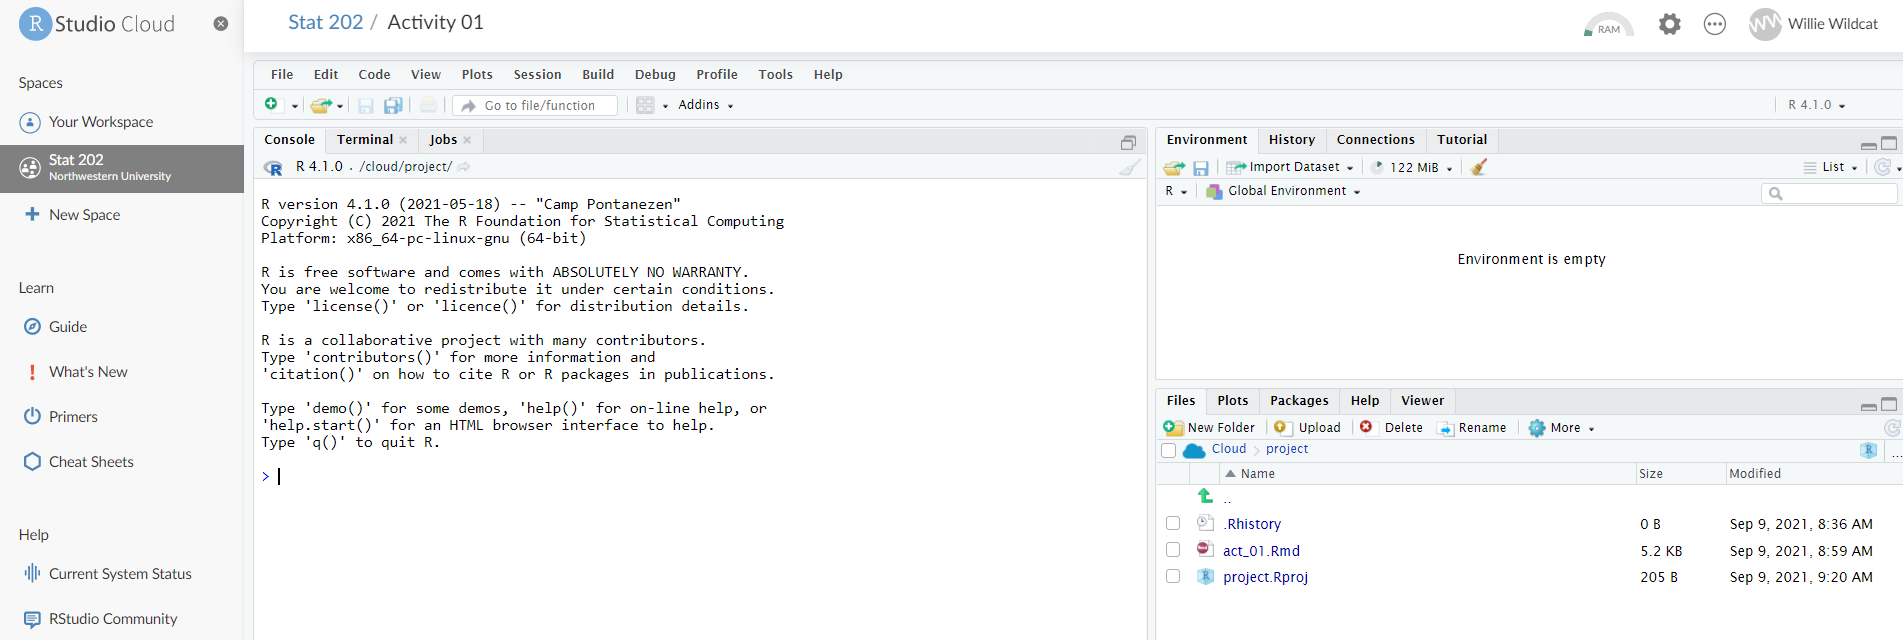 R Studio Cloud
Stat 202 / Activity 01
RAM
WW Willie Wildcat
Spaces
Your Workspace
Stat 202
Northwestern University
New Space
Learn
Guide
What's New
Primers
Cheat Sheets
Help
Current System Status
RStudio Community
File Edit Code View Plots Session Build Debug Profile Tools Help
Go to file/function Addins R 4.1.0
Console Terminal Jobs
R R 4.1.0 . /cloud/project/
R version 4.1.0 (2021-05-18) -- "Camp Pontanezen"
Copyright (C) 2021 The R Foundation for Statistical Computing
Platform: x86_64-pc-linux-gnu (64-bit)
R is free software and comes with ABSOLUTELY NO WARRANTY.
You are welcome to redistribute it under certain conditions.
Type 'license()' or 'licence()' for distribution details.
R is a collaborative project with many contributors.
Type 'contributors()' for more information and
'citation()' on how to cite R or R packages in publications.
Type 'demo()' for some demos, 'help()' for on-line help, or
'help.start()' for an HTML browser interface to help.
Type 'q()' to quit R.
>
Environment History Connections Tutorial
Import Dataset 122 MiB List
R Global Environment
Environment is empty
Files Plots Packages Help Viewer
New Folder Upload Delete Rename More
Cloud > project R ...
Name Size Modified
..
.Rhistory 0 B Sep 9, 2021, 8:36 AM
act_01.Rmd 5.2 KB Sep 9, 2021, 8:59 AM
R project.Rproj 205 B Sep 9, 2021, 9:20 AM